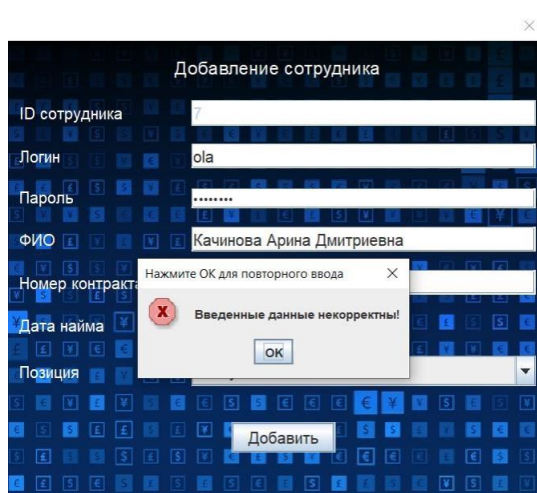 Добавление сотрудника
ID сотрудника
7
Логин
ola
Пароль
••••••••
ФИО
Качинова Арина Дмитриевна
Номер контракта
Нажмите ОК для повторного ввода
Введенные данные некорректны!
ОК
Дата найма
Позиция
Добавить